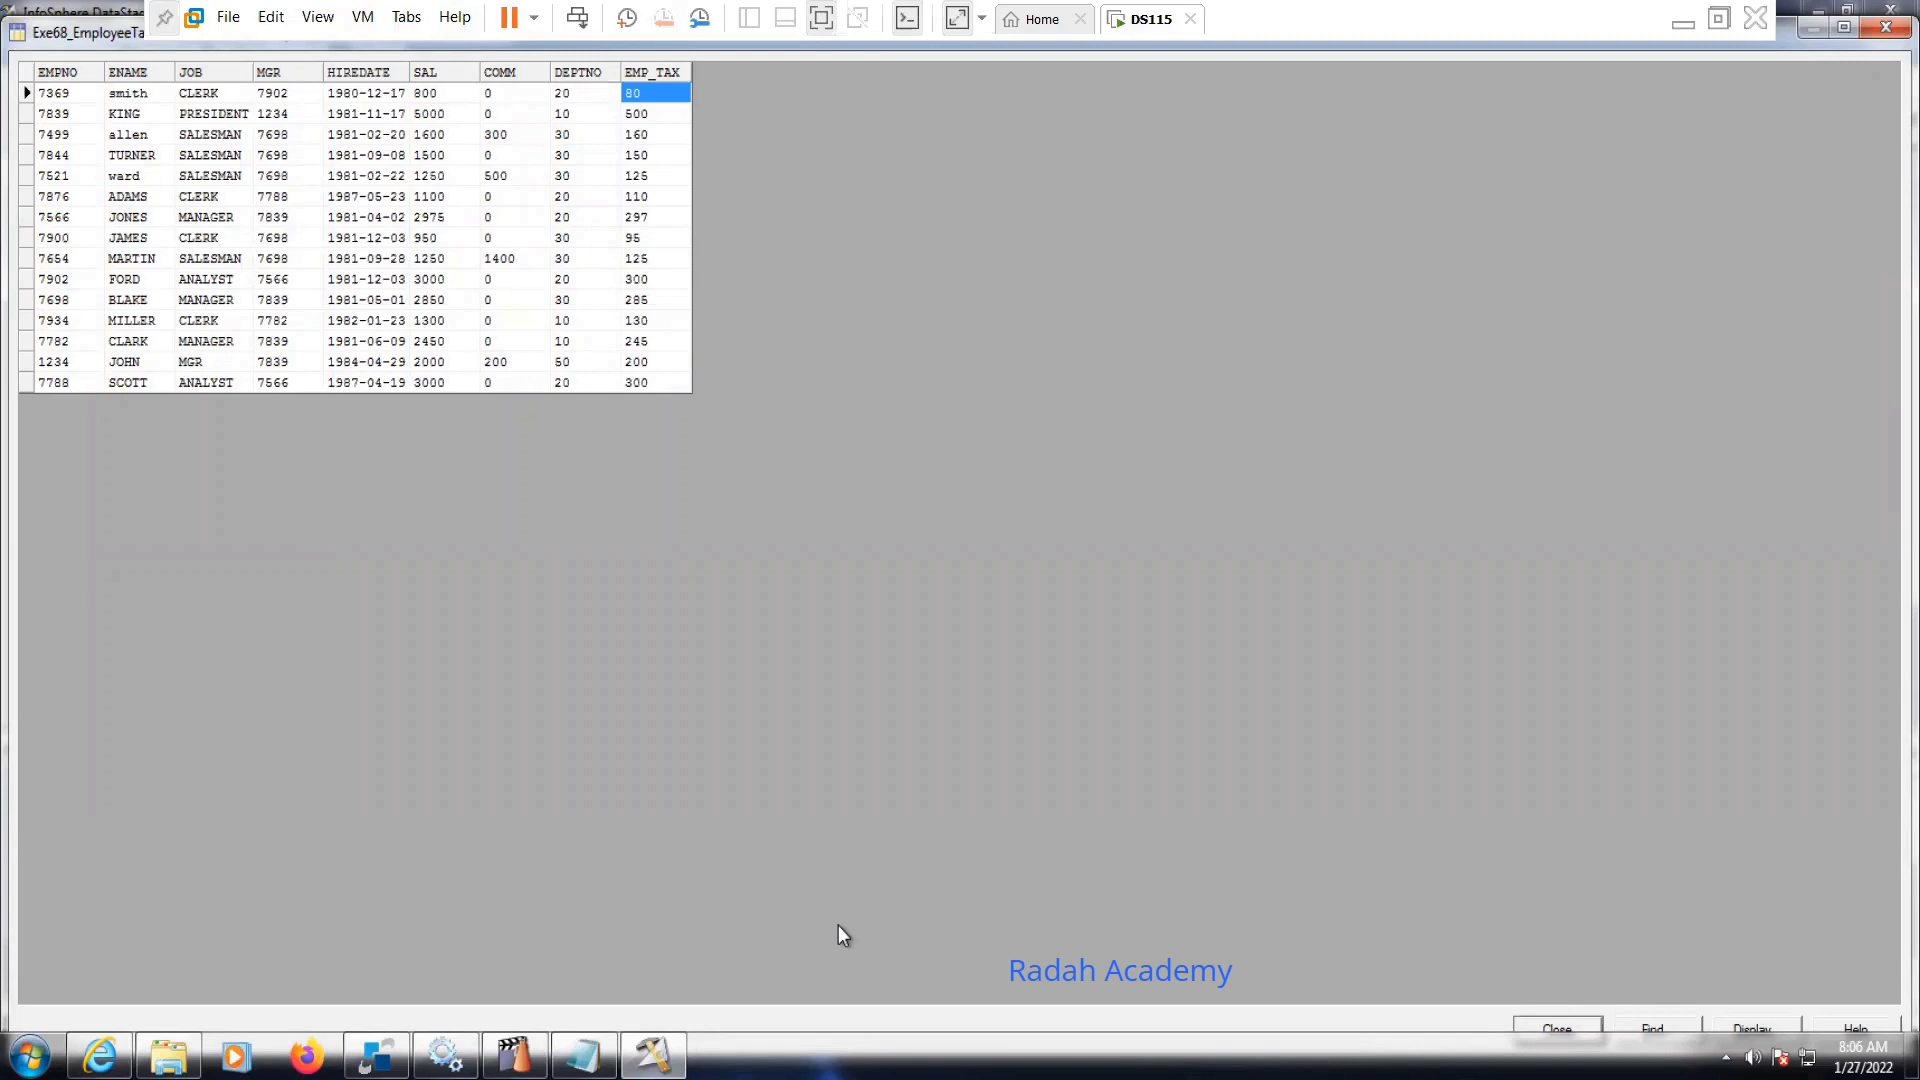 InfoSphere DataStag
File Edit View VM Tabs Help Home DS115
Exe68_EmployeeTa
EMPNO ENAME JOB MGR HIREDATE SAL COMM DEPTNO EMP_TAX
7369 smith CLERK 7902 1980-12-17 800 0 20 80
7839 KING PRESIDENT 1234 1981-11-17 5000 0 10 500
7499 allen SALESMAN 7698 1981-02-20 1600 300 30 160
7844 TURNER SALESMAN 7698 1981-09-08 1500 0 30 150
7521 ward SALESMAN 7698 1981-02-22 1250 500 30 125
7876 ADAMS CLERK 7788 1987-05-23 1100 0 20 110
7566 JONES MANAGER 7839 1981-04-02 2975 0 20 297
7900 JAMES CLERK 7698 1981-12-03 950 0 30 95
7654 MARTIN SALESMAN 7698 1981-09-28 1250 1400 30 125
7902 FORD ANALYST 7566 1981-12-03 3000 0 20 300
7698 BLAKE MANAGER 7839 1981-05-01 2850 0 30 285
7934 MILLER CLERK 7782 1982-01-23 1300 0 10 130
7782 CLARK MANAGER 7839 1981-06-09 2450 0 10 245
1234 JOHN MGR 7839 1984-04-29 2000 200 50 200
7788 SCOTT ANALYST 7566 1987-04-19 3000 0 20 300
Radah Academy
Close Find Display Help
8:06 AM
1/27/2022